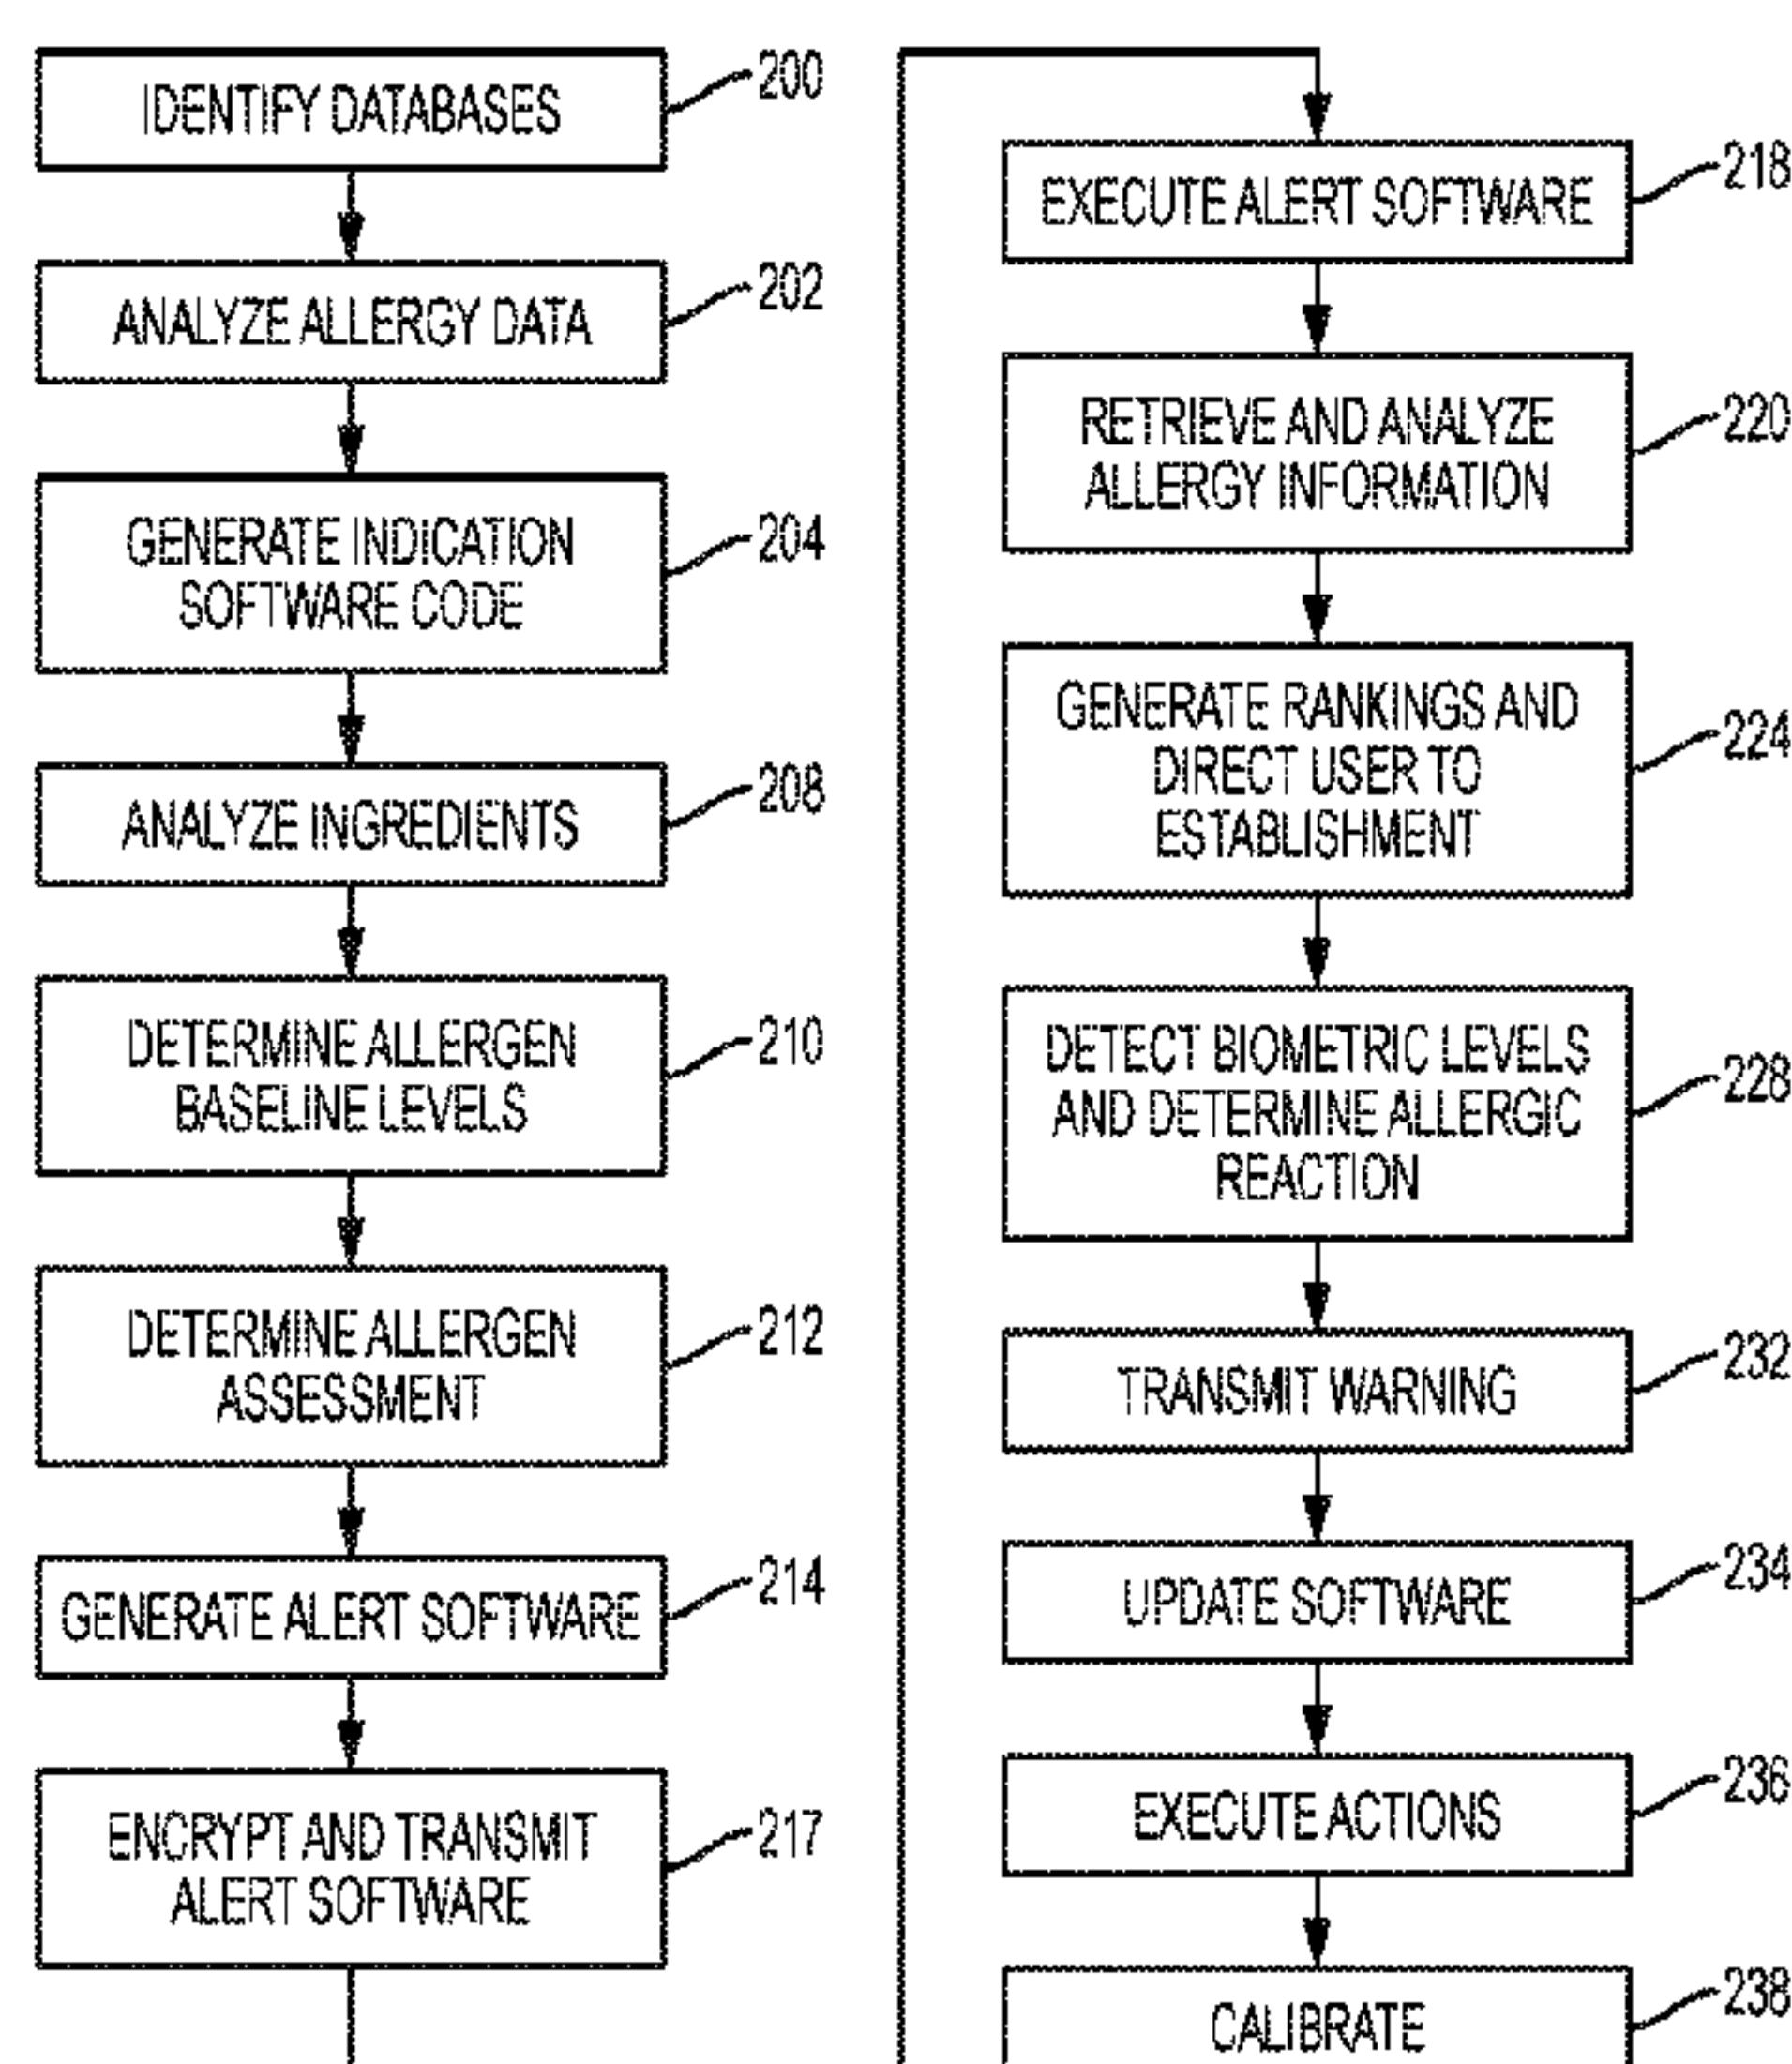 IDENTIFY DATABASES
200
ANALYZE ALLERGY DATA
202
GENERATE INDICATION
SOFTWARE CODE
204
ANALYZE INGREDIENTS
208
DETERMINE ALLERGEN
BASELINE LEVELS
210
DETERMINE ALLERGEN
ASSESSMENT
212
GENERATE ALERT SOFTWARE
214
ENCRYPT AND TRANSMIT
ALERT SOFTWARE
217
EXECUTE ALERT SOFTWARE
218
RETRIEVE AND ANALYZE
ALLERGY INFORMATION
220
GENERATE RANKINGS AND
DIRECT USER TO
ESTABLISHMENT
224
DETECT BIOMETRIC LEVELS
AND DETERMINE ALLERGIC
REACTION
228
TRANSMIT WARNING
232
UPDATE SOFTWARE
234
EXECUTE ACTIONS
236
CALIBRATE
238